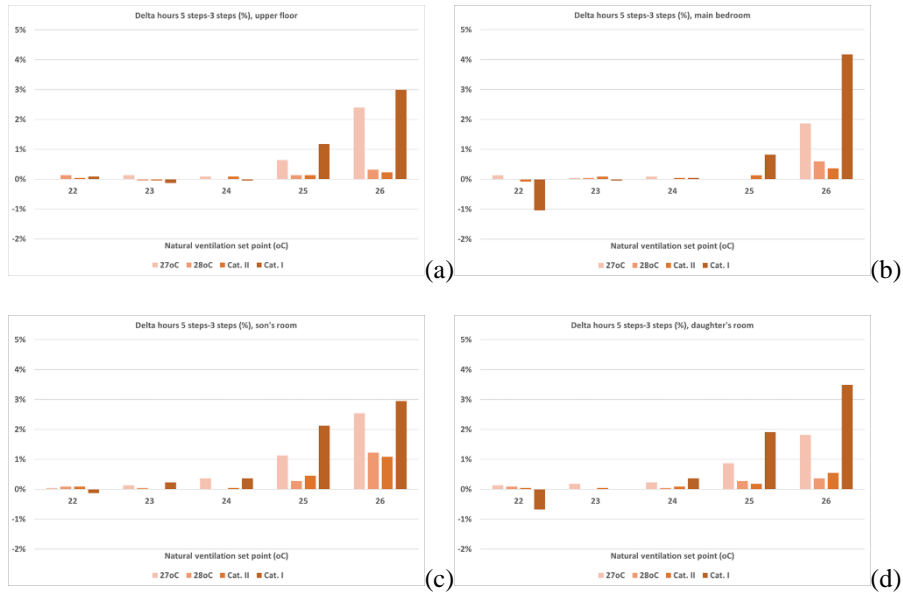 Delta hours 5 steps-3 steps (%), upper floor
5%
4%
3%
2%
1%
0%
-1%
-2%
22 23 24 25 26
Natural ventilation set point (oC)
27oC 28oC Cat. II Cat. I
(a)
Delta hours 5 steps-3 steps (%), main bedroom
5%
4%
3%
2%
1%
0%
-1%
-2%
22 23 24 25 26
Natural ventilation set point (oC)
27oC 28oC Cat. II Cat. I
(b)
Delta hours 5 steps-3 steps (%), son's room
5%
4%
3%
2%
1%
0%
-1%
-2%
22 23 24 25 26
Natural ventilation set point (oC)
27oC 28oC Cat. II Cat. I
(c)
Delta hours 5 steps-3 steps (%), daughter's room
5%
4%
3%
2%
1%
0%
-1%
-2%
22 23 24 25 26
Natural ventilation set point (oC)
27oC 28oC Cat. II Cat. I
(d)